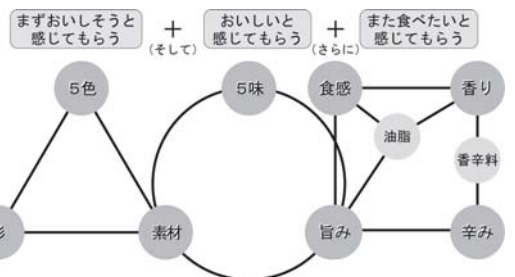 まずおいしそうと
感じてもらう
+
(そして)
おいしいと
感じてもらう
+
(さらに)
また食べたいと
感じてもらう
5色
5味
食感
香り
油脂
香辛料
形
素材
旨み
辛み